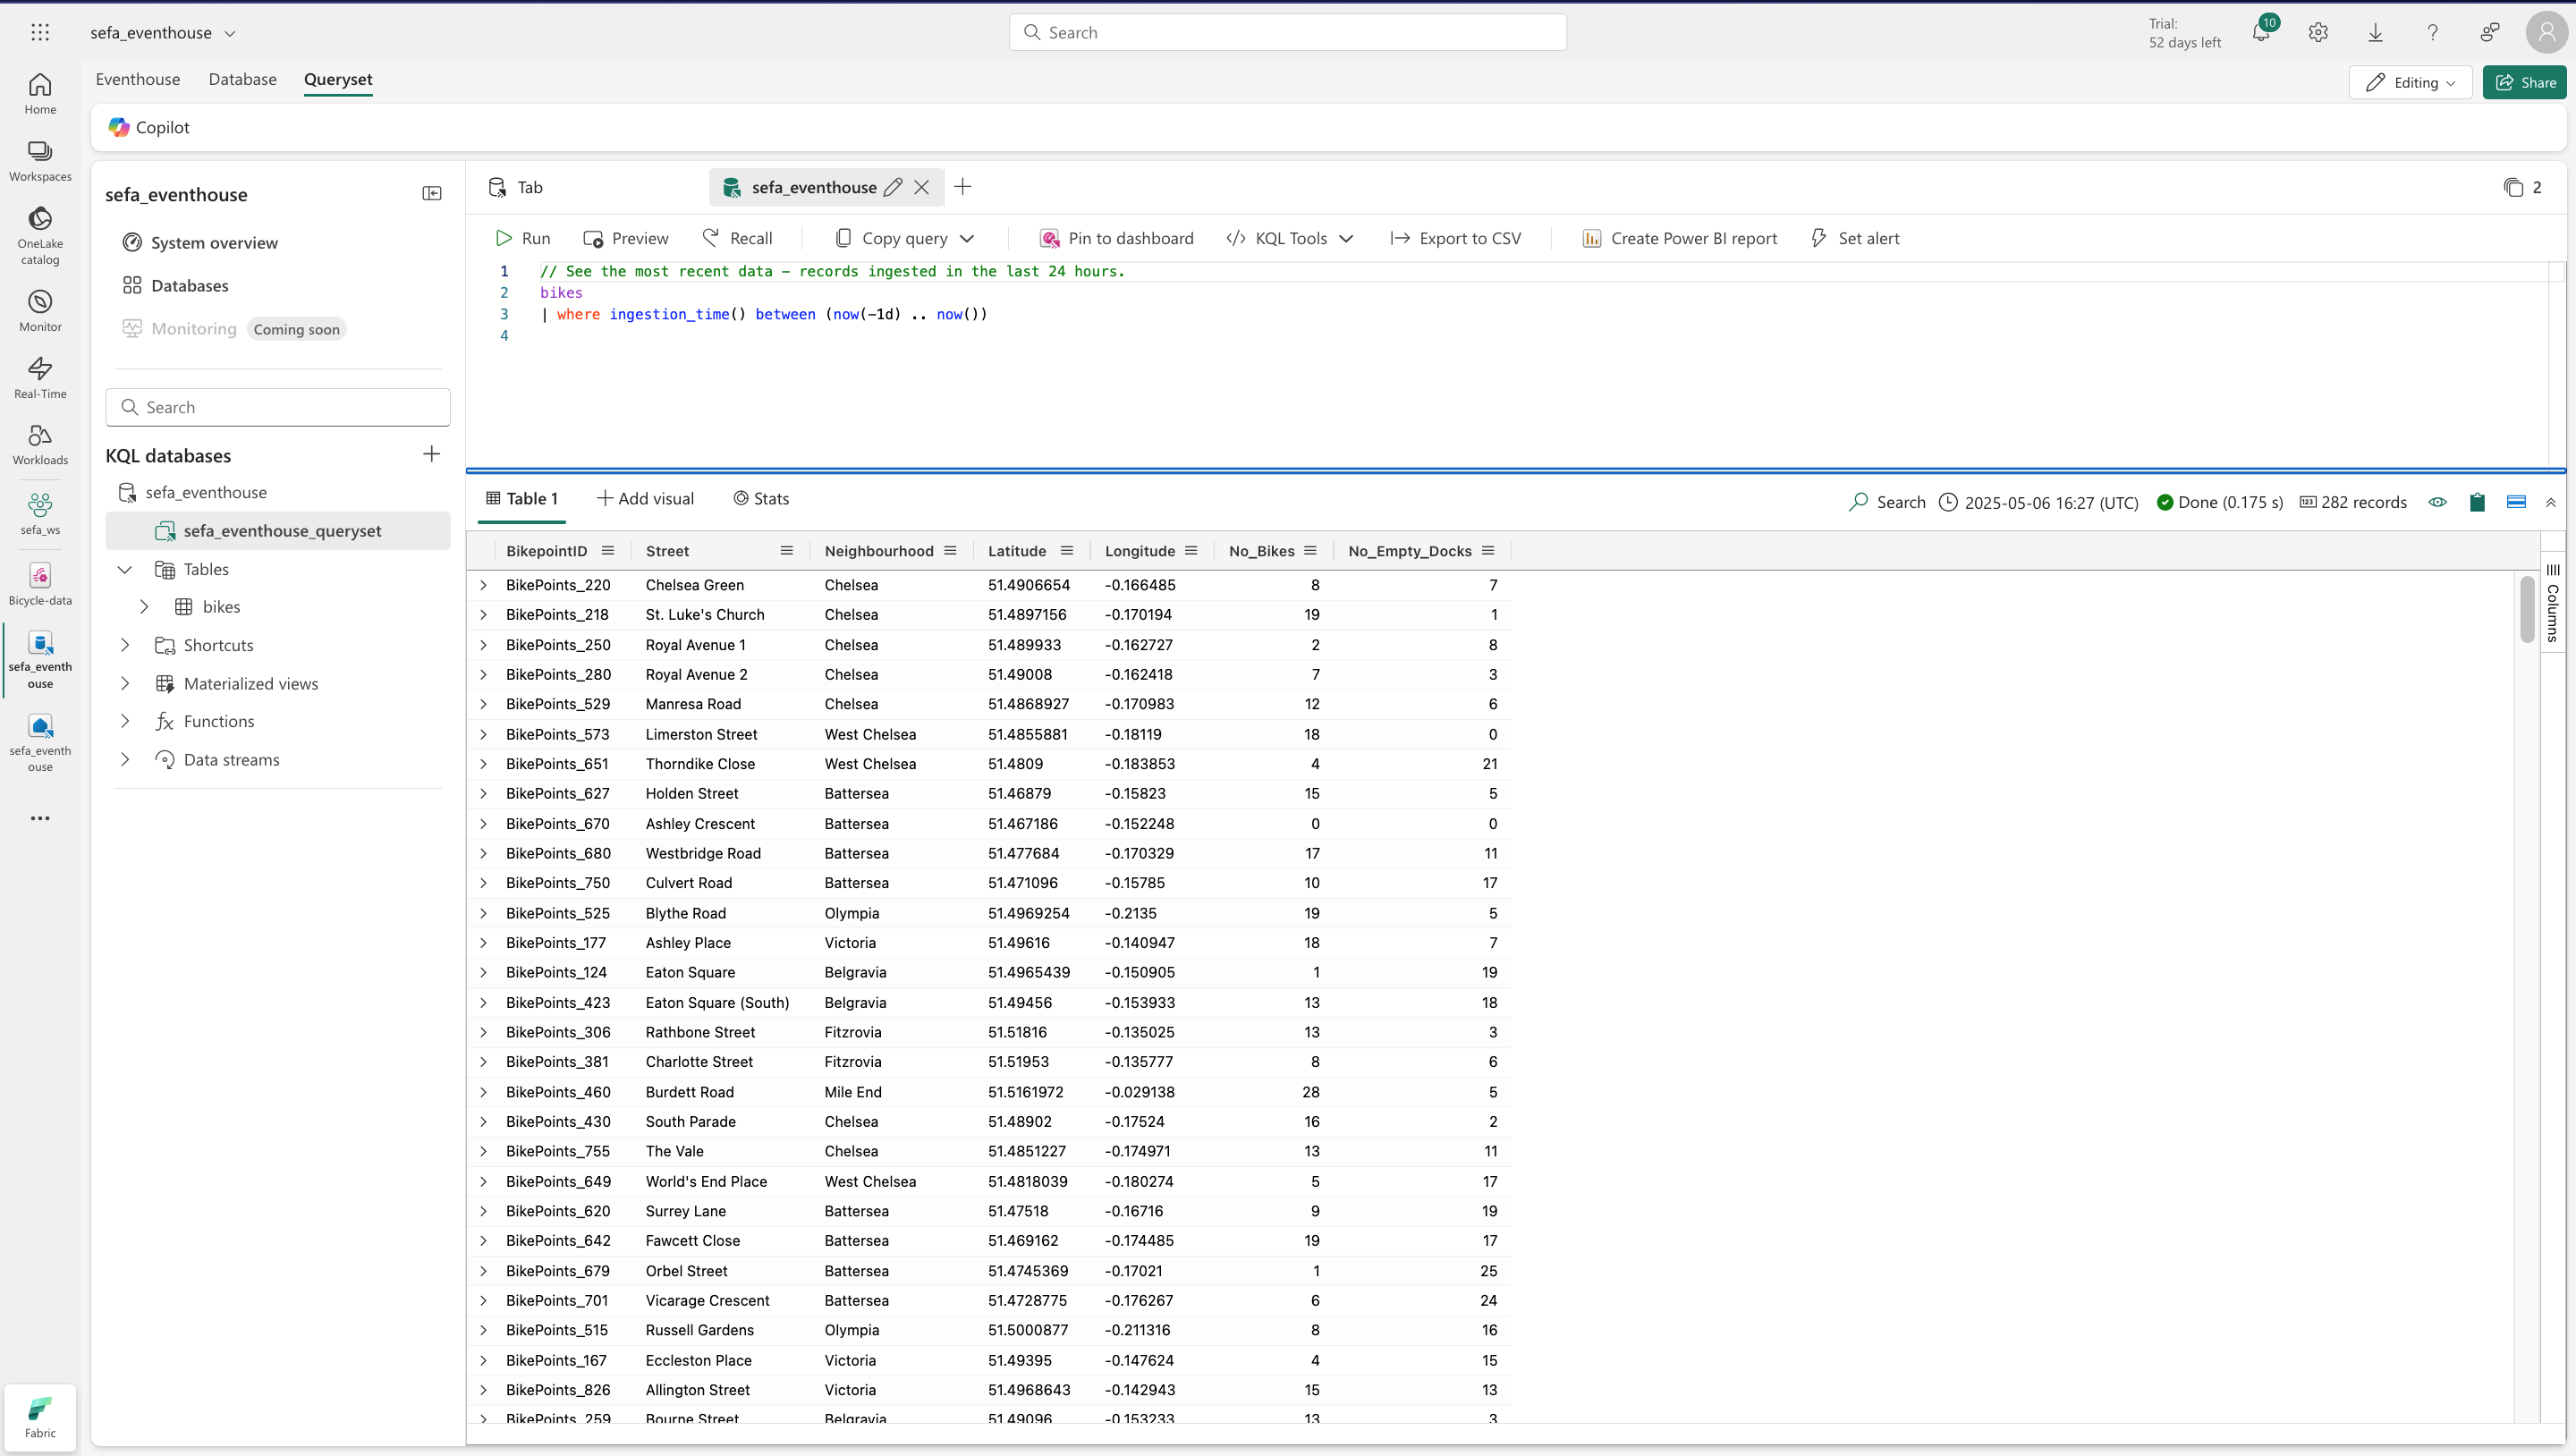 sefa_eventhouse
Search
Trial:
52 days left
10
Home
Workspaces
OneLake
catalog
Monitor
Real-Time
Workloads
sefa_ws
Bicycle-data
sefa_eventh
ouse
sefa_eventh
ouse
Fabric
Eventhouse Database Queryset
Editing
Share
Copilot
sefa_eventhouse
System overview
Databases
Monitoring Coming soon
Search
KQL databases
sefa_eventhouse
sefa_eventhouse_queryset
Tables
bikes
Shortcuts
Materialized views
Functions
Data streams
Tab
sefa_eventhouse
2
Run Preview Recall Copy query Pin to dashboard KQL Tools Export to CSV Create Power BI report Set alert
1 // See the most recent data - records ingested in the last 24 hours.
2 bikes
3 | where ingestion_time() between (now(-1d) .. now())
4
Table 1 Add visual Stats Search 2025-05-06 16:27 (UTC) Done (0.175 s) 282 records
Columns
BikepointID Street Neighbourhood Latitude Longitude No_Bikes No_Empty_Docks
BikePoints_220 Chelsea Green Chelsea 51.4906654 -0.166485 8 7
BikePoints_218 St. Luke's Church Chelsea 51.4897156 -0.170194 19 1
BikePoints_250 Royal Avenue 1 Chelsea 51.489933 -0.162727 2 8
BikePoints_280 Royal Avenue 2 Chelsea 51.49008 -0.162418 7 3
BikePoints_529 Manresa Road Chelsea 51.4868927 -0.170983 12 6
BikePoints_573 Limerston Street West Chelsea 51.4855881 -0.18119 18 0
BikePoints_651 Thorndike Close West Chelsea 51.4809 -0.183853 4 21
BikePoints_627 Holden Street Battersea 51.46879 -0.15823 15 5
BikePoints_670 Ashley Crescent Battersea 51.467186 -0.152248 0 0
BikePoints_680 Westbridge Road Battersea 51.477684 -0.170329 17 11
BikePoints_750 Culvert Road Battersea 51.471096 -0.15785 10 17
BikePoints_525 Blythe Road Olympia 51.4969254 -0.2135 19 5
BikePoints_177 Ashley Place Victoria 51.49616 -0.140947 18 7
BikePoints_124 Eaton Square Belgravia 51.4965439 -0.150905 1 19
BikePoints_423 Eaton Square (South) Belgravia 51.49456 -0.153933 13 18
BikePoints_306 Rathbone Street Fitzrovia 51.51816 -0.135025 13 3
BikePoints_381 Charlotte Street Fitzrovia 51.51953 -0.135777 8 6
BikePoints_460 Burdett Road Mile End 51.5161972 -0.029138 28 5
BikePoints_430 South Parade Chelsea 51.48902 -0.17524 16 2
BikePoints_755 The Vale Chelsea 51.4851227 -0.174971 13 11
BikePoints_649 World's End Place West Chelsea 51.4818039 -0.180274 5 17
BikePoints_620 Surrey Lane Battersea 51.47518 -0.16716 9 19
BikePoints_642 Fawcett Close Battersea 51.469162 -0.174485 19 17
BikePoints_679 Orbel Street Battersea 51.4745369 -0.17021 1 25
BikePoints_701 Vicarage Crescent Battersea 51.4728775 -0.176267 6 24
BikePoints_515 Russell Gardens Olympia 51.5000877 -0.211316 8 16
BikePoints_167 Eccleston Place Victoria 51.49395 -0.147624 4 15
BikePoints_826 Allington Street Victoria 51.4968643 -0.142943 15 13
BikePoints_259 Bourne Street Belgravia 51.49096 -0.153233 13 3